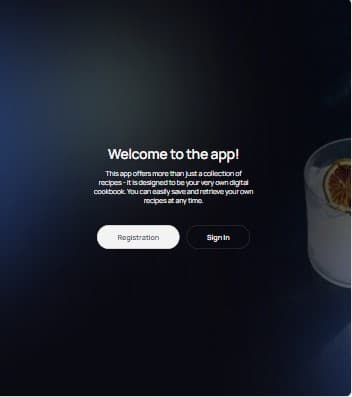 Welcome to the app!
This app offers more than just a collection of
recipes - it is designed to be your very own digital
cookbook. You can easily save and retrieve your own
recipes at any time.
Registration
Sign In